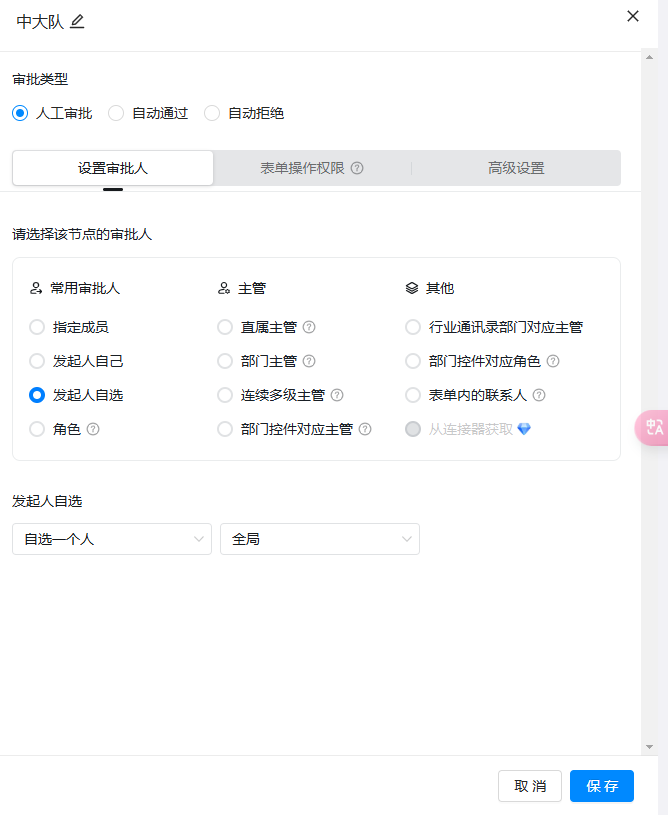 中大队
审批类型
人工审批 自动通过 自动拒绝
设置审批人 表单操作权限 高级设置
请选择该节点的审批人
常用审批人 主管 其他
指定成员 直属主管 行业通讯录部门对应主管
发起人自己 部门主管 部门控件对应角色
发起人自选 连续多级主管 表单内的联系人
角色 部门控件对应主管 从连接器获取
发起人自选
自选一个人 全局
取 消 保 存
中A